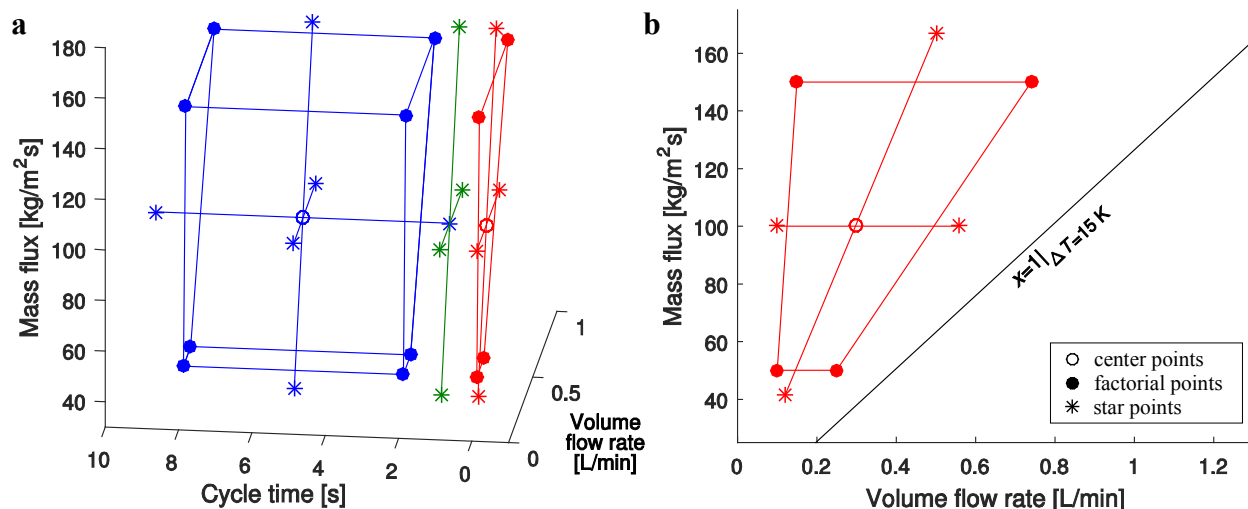 a
180
160
140
120
100
80
60
40
Mass flux [kg/m²s]
10
8
6
4
2
0
Cycle time [s]
0
0.5
1
Volume
flow rate
[L/min]
b
160
140
120
100
80
60
40
Mass flux [kg/m²s]
0
0.2
0.4
0.6
0.8
1
1.2
Volume flow rate [L/min]
x=1|ΔT=15 K
center points
factorial points
star points